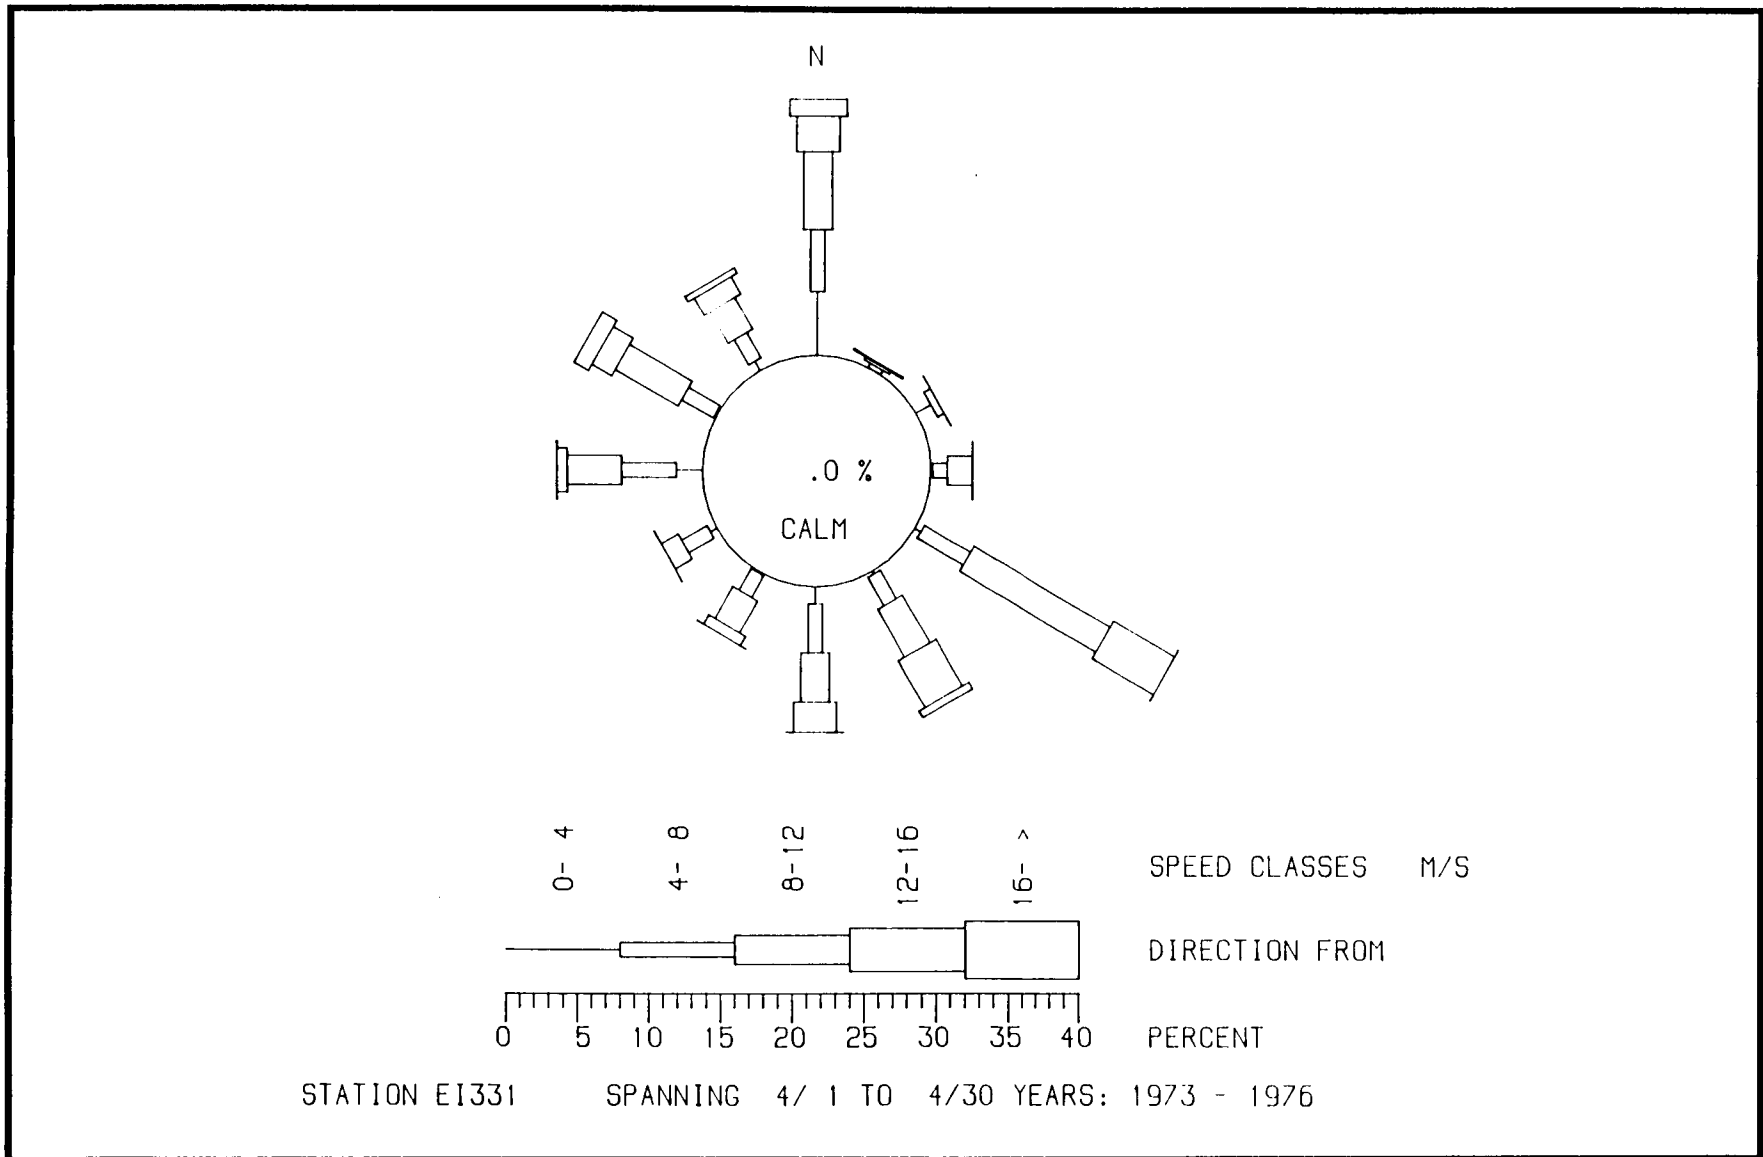 N
.0 %
CALM
0- 4
4- 8
8-12
12-16
16- >
SPEED CLASSES M/S
DIRECTION FROM
0 5 10 15 20 25 30 35 40 PERCENT
STATION EI331 SPANNING 4/ 1 TO 4/30 YEARS: 1973 - 1976